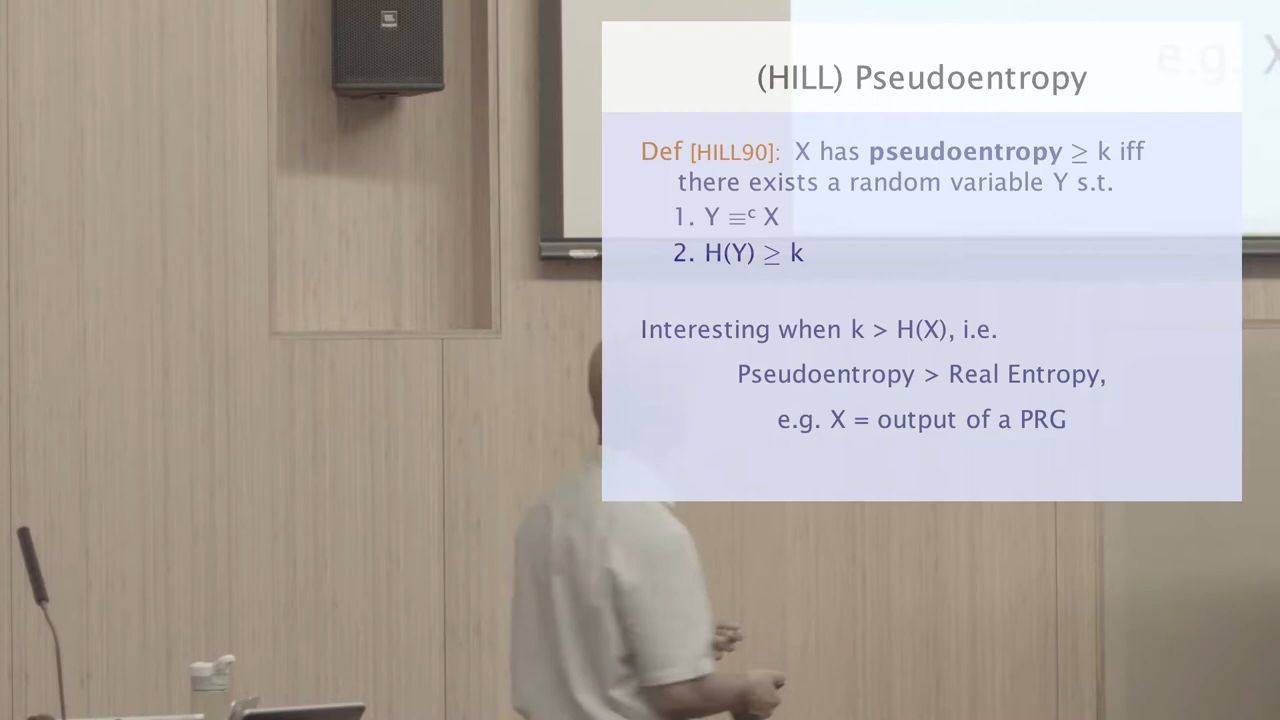 (HILL) Pseudoentropy
e.g. X
Def [HILL90]: X has pseudoentropy ≥ k iff
there exists a random variable Y s.t.
1. Y ≡ᶜ X
2. H(Y) ≥ k
Interesting when k > H(X), i.e.
Pseudoentropy > Real Entropy,
e.g. X = output of a PRG
JBL